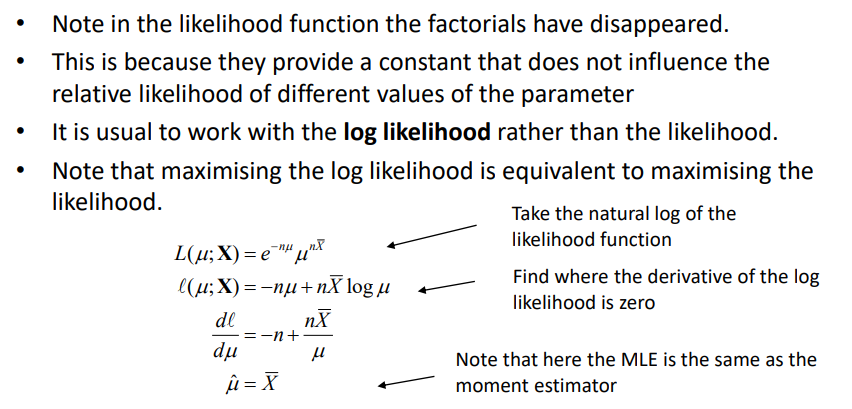 • Note in the likelihood function the factorials have disappeared.
• This is because they provide a constant that does not influence the
relative likelihood of different values of the parameter
• It is usual to work with the log likelihood rather than the likelihood.
• Note that maximising the log likelihood is equivalent to maximising the
likelihood.
Take the natural log of the
likelihood function
L(μ; X) = e^{-nμ} μ^{nX̅}
Find where the derivative of the log
likelihood is zero
ℓ(μ; X) = −nμ + nX̅ log μ
dℓ/dμ = −n + nX̅/μ
Note that here the MLE is the same as the
moment estimator
μ̂ = X̅